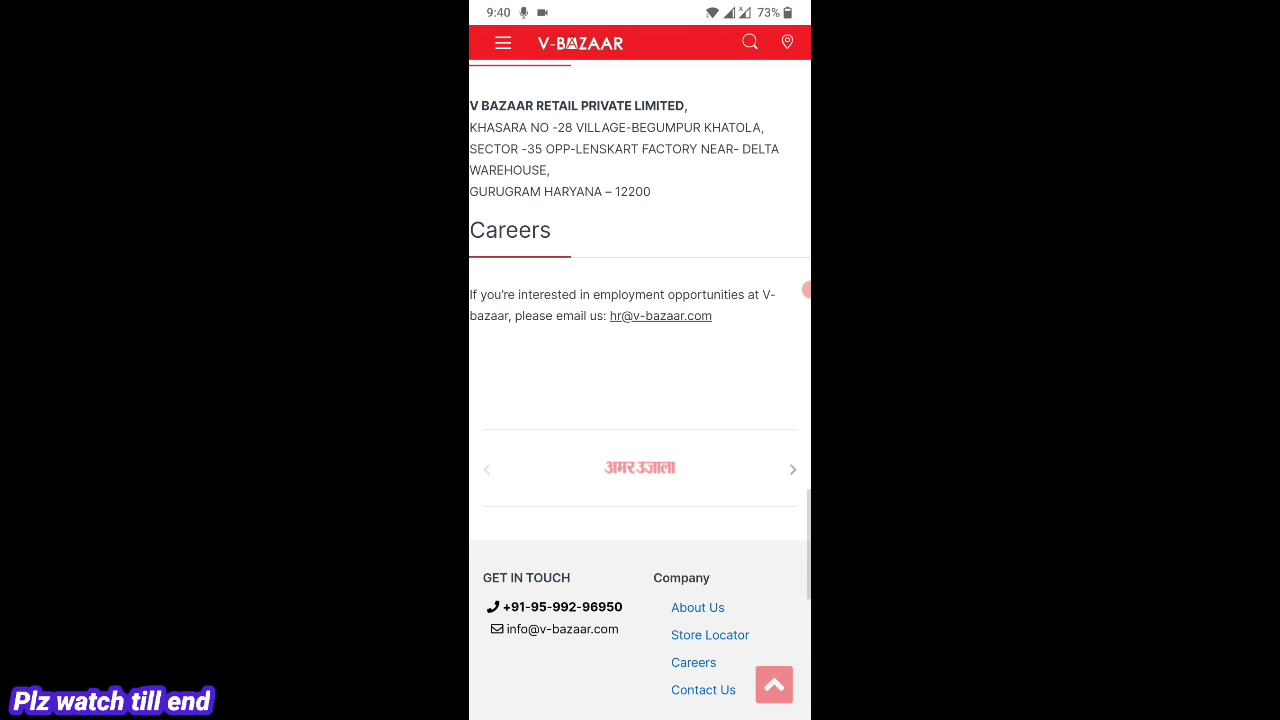 9:40
73%
V-BAZAAR
V BAZAAR RETAIL PRIVATE LIMITED,
KHASARA NO -28 VILLAGE-BEGUMPUR KHATOLA,
SECTOR -35 OPP-LENSKART FACTORY NEAR- DELTA
WAREHOUSE,
GURUGRAM HARYANA – 12200
Careers
If you're interested in employment opportunities at V-
bazaar, please email us: hr@v-bazaar.com
अमर उजाला
GET IN TOUCH
+91-95-992-96950
info@v-bazaar.com
Company
About Us
Store Locator
Careers
Contact Us
Plz watch till end